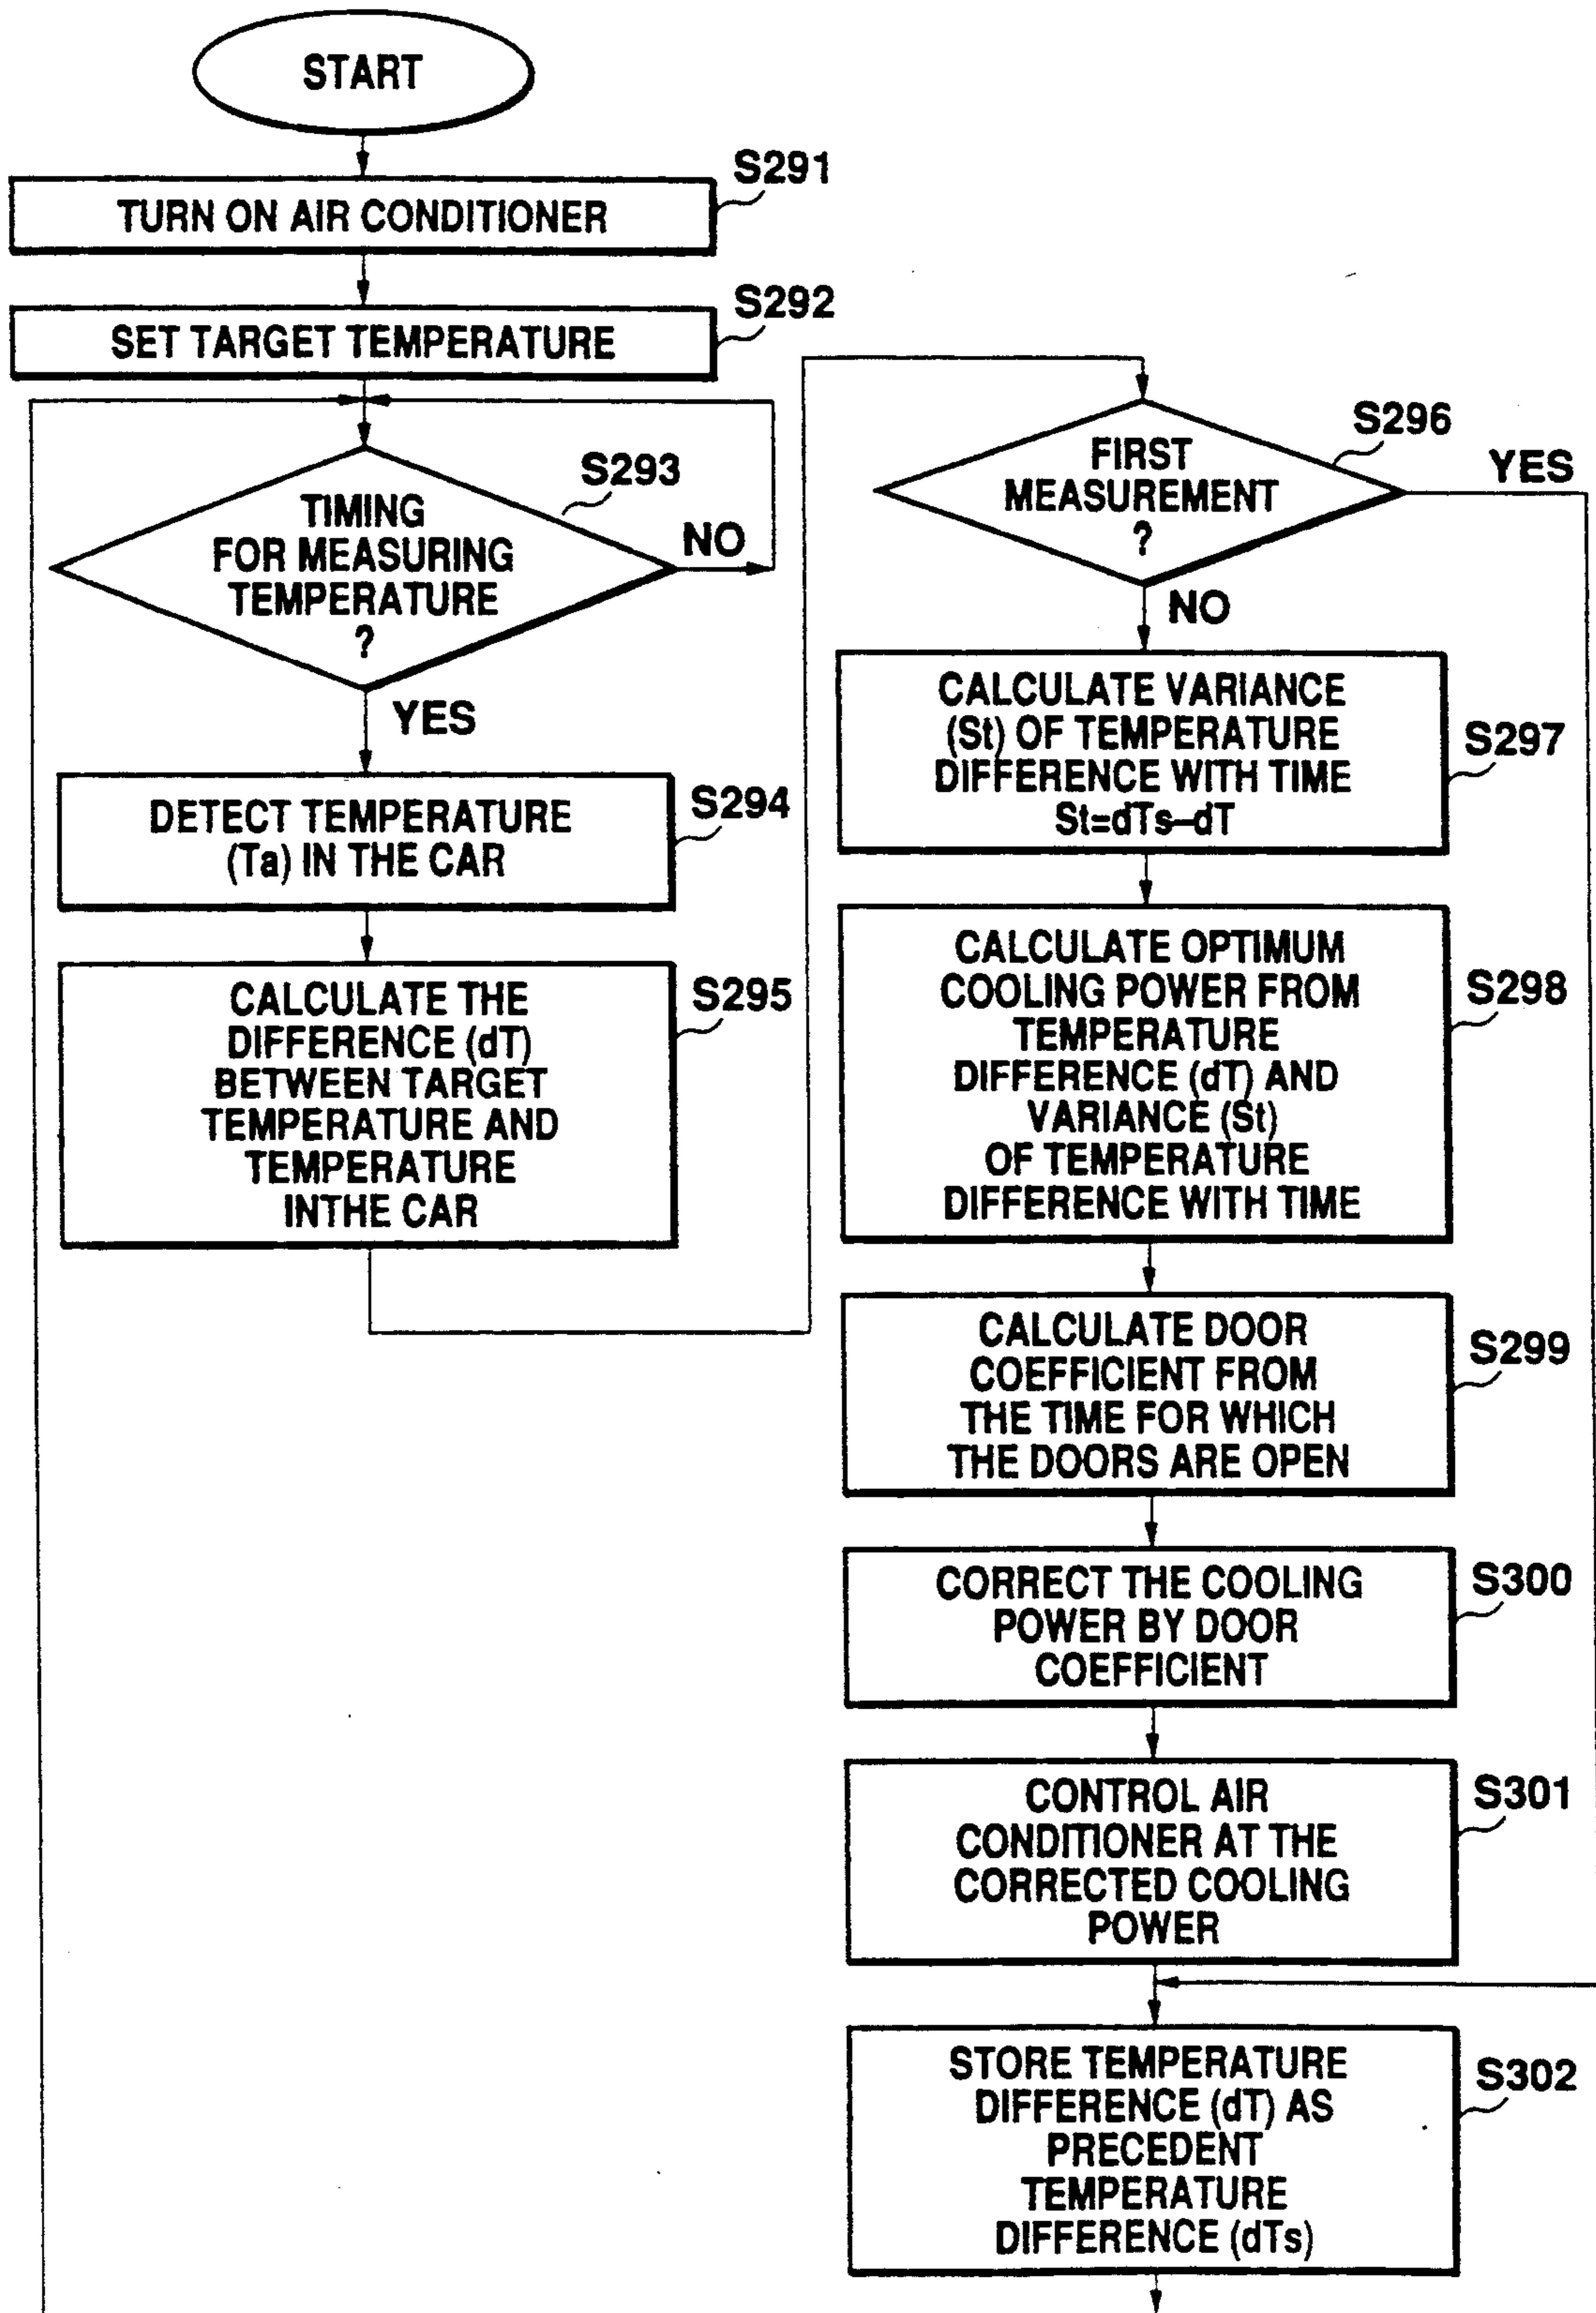 START
S291
TURN ON AIR CONDITIONER
S292
SET TARGET TEMPERATURE
S293
TIMING
FOR MEASURING
TEMPERATURE
?
NO
YES
S294
DETECT TEMPERATURE
(Ta) IN THE CAR
S295
CALCULATE THE
DIFFERENCE (dT)
BETWEEN TARGET
TEMPERATURE AND
TEMPERATURE
INTHE CAR
S296
FIRST
MEASUREMENT
?
YES
NO
S297
CALCULATE VARIANCE
(St) OF TEMPERATURE
DIFFERENCE WITH TIME
St=dTs–dT
S298
CALCULATE OPTIMUM
COOLING POWER FROM
TEMPERATURE
DIFFERENCE (dT) AND
VARIANCE (St)
OF TEMPERATURE
DIFFERENCE WITH TIME
S299
CALCULATE DOOR
COEFFICIENT FROM
THE TIME FOR WHICH
THE DOORS ARE OPEN
S300
CORRECT THE COOLING
POWER BY DOOR
COEFFICIENT
S301
CONTROL AIR
CONDITIONER AT THE
CORRECTED COOLING
POWER
S302
STORE TEMPERATURE
DIFFERENCE (dT) AS
PRECEDENT
TEMPERATURE
DIFFERENCE (dTs)